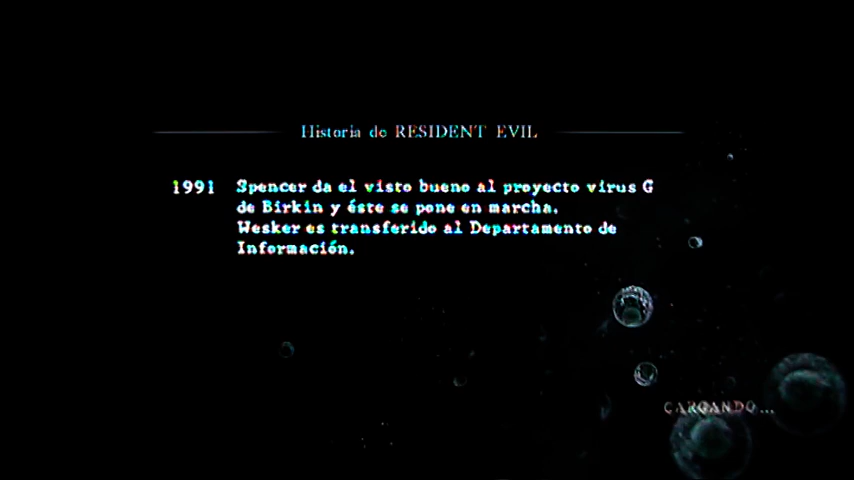 Historia de RESIDENT EVIL
1991 Spencer da el visto bueno al proyecto virus G
de Birkin y éste se pone en marcha.
Wesker es transferido al Departamento de
Información.
CARGANDO...